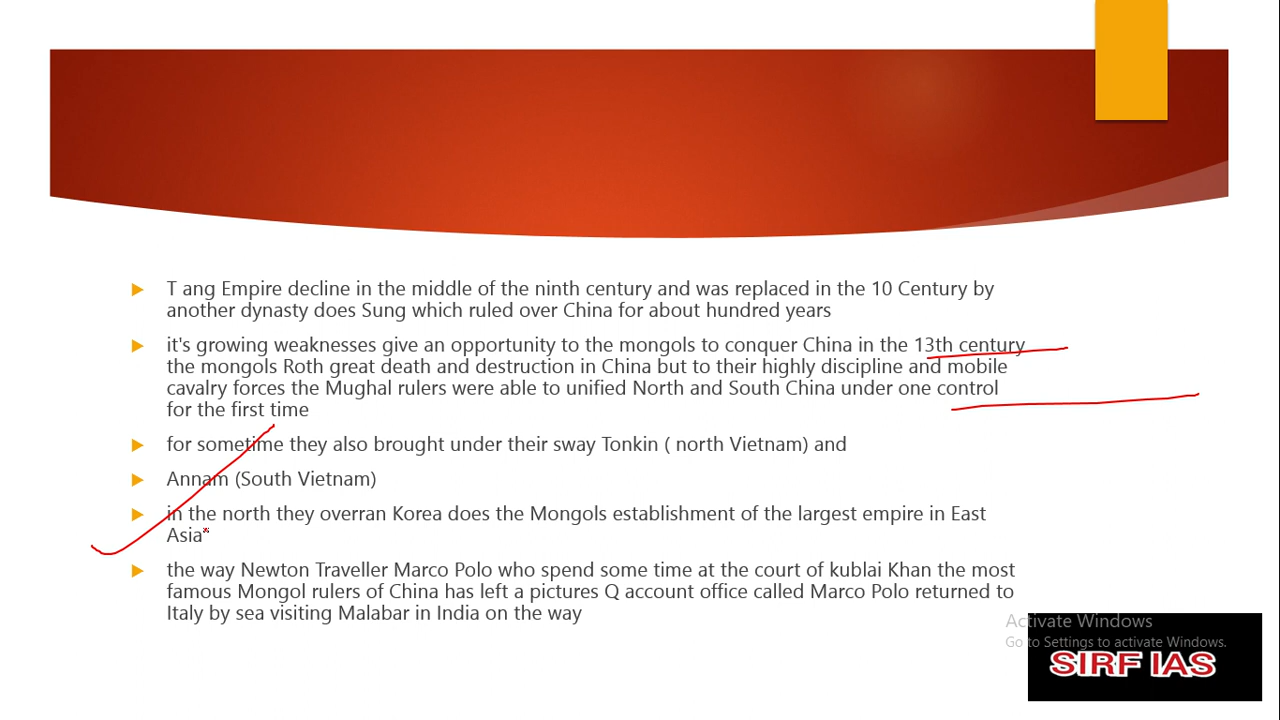 T ang Empire decline in the middle of the ninth century and was replaced in the 10 Century by
another dynasty does Sung which ruled over China for about hundred years
it's growing weaknesses give an opportunity to the mongols to conquer China in the 13th century
the mongols Roth great death and destruction in China but to their highly discipline and mobile
cavalry forces the Mughal rulers were able to unified North and South China under one control
for the first time
for sometime they also brought under their sway Tonkin ( north Vietnam) and
Annam (South Vietnam)
in the north they overran Korea does the Mongols establishment of the largest empire in East
Asia"
the way Newton Traveller Marco Polo who spend some time at the court of kublai Khan the most
famous Mongol rulers of China has left a pictures Q account office called Marco Polo returned to
Italy by sea visiting Malabar in India on the way
Activate Windows
Go to Settings to activate Windows.
SIRF IAS